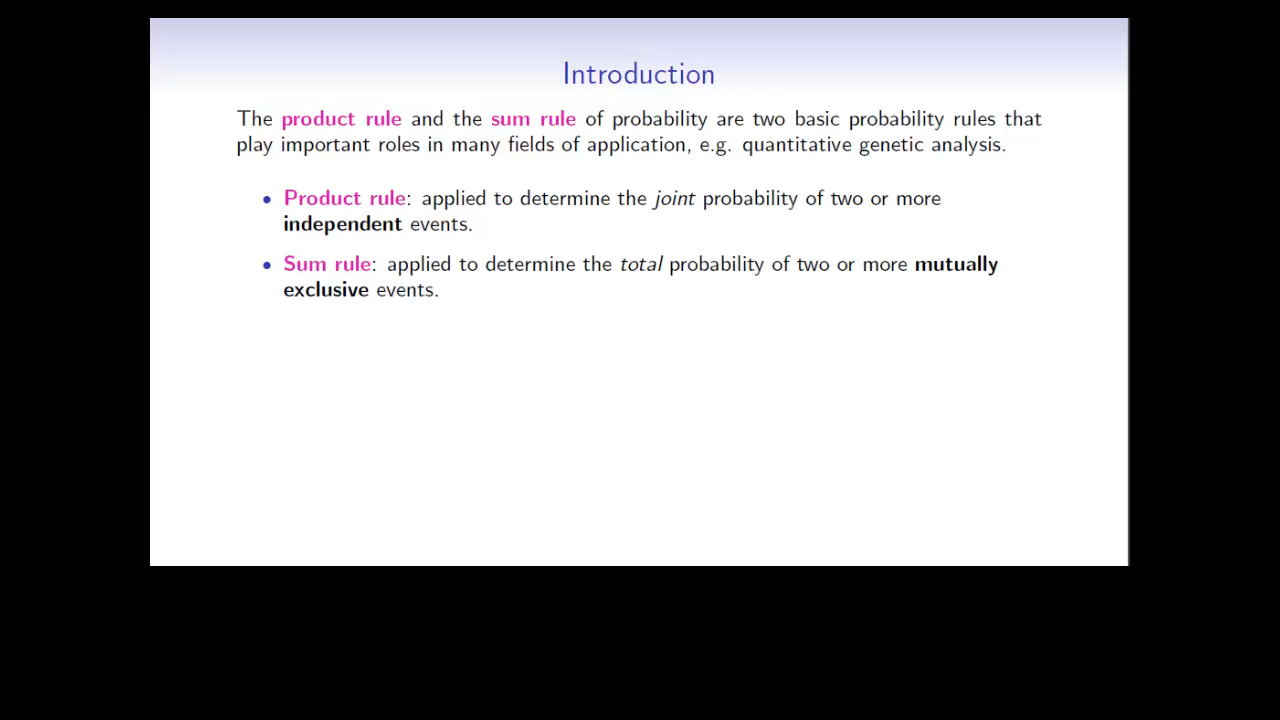 Introduction
The product rule and the sum rule of probability are two basic probability rules that
play important roles in many fields of application, e.g. quantitative genetic analysis.
• Product rule: applied to determine the joint probability of two or more
independent events.
• Sum rule: applied to determine the total probability of two or more mutually
exclusive events.